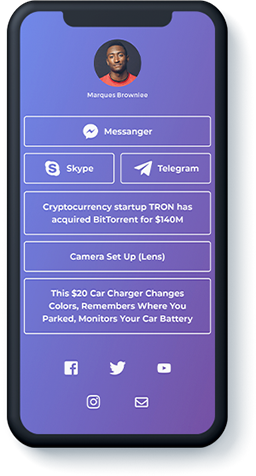 Marques Brownlee
Messanger
Skype
Telegram
Cryptocurrency startup TRON has
acquired BitTorrent for $140M
Camera Set Up (Lens)
This $20 Car Charger Changes
Colors, Remembers Where You
Parked, Monitors Your Car Battery